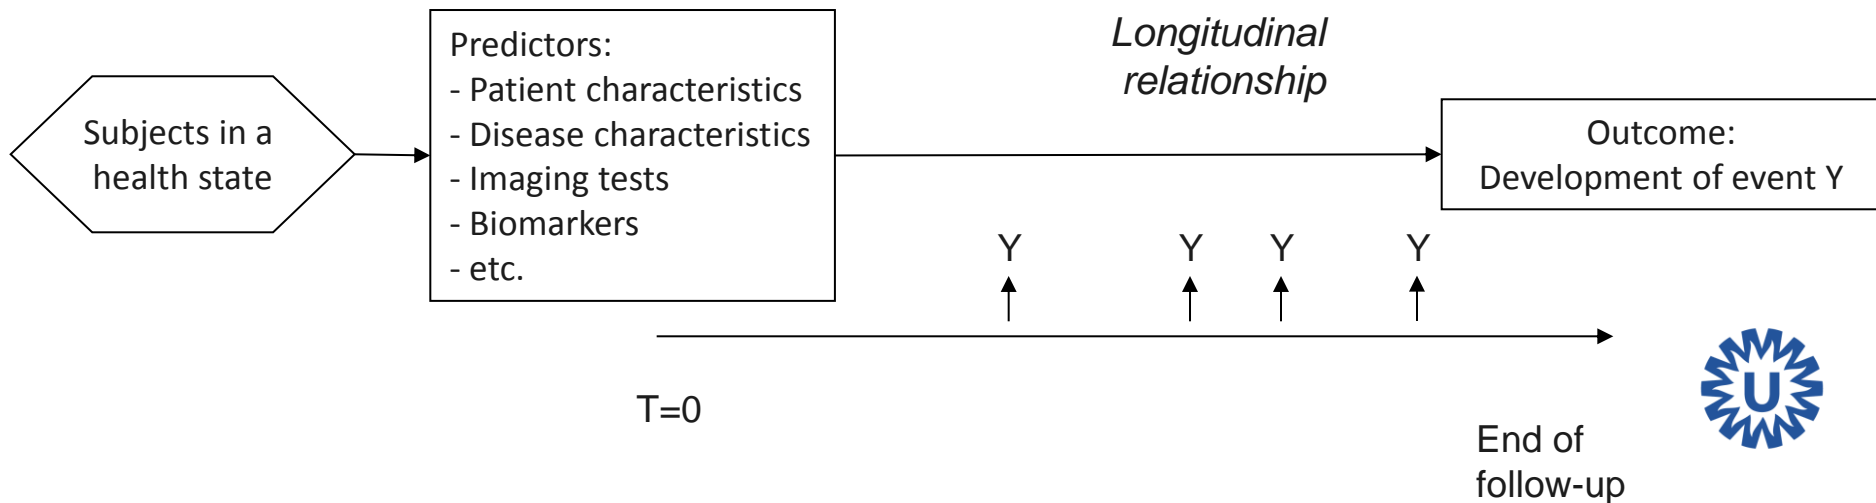 Subjects in a
health state
Predictors:
- Patient characteristics
- Disease characteristics
- Imaging tests
- Biomarkers
- etc.
Longitudinal
relationship
Outcome:
Development of event Y
Y Y Y Y
T=0
End of
follow-up
U